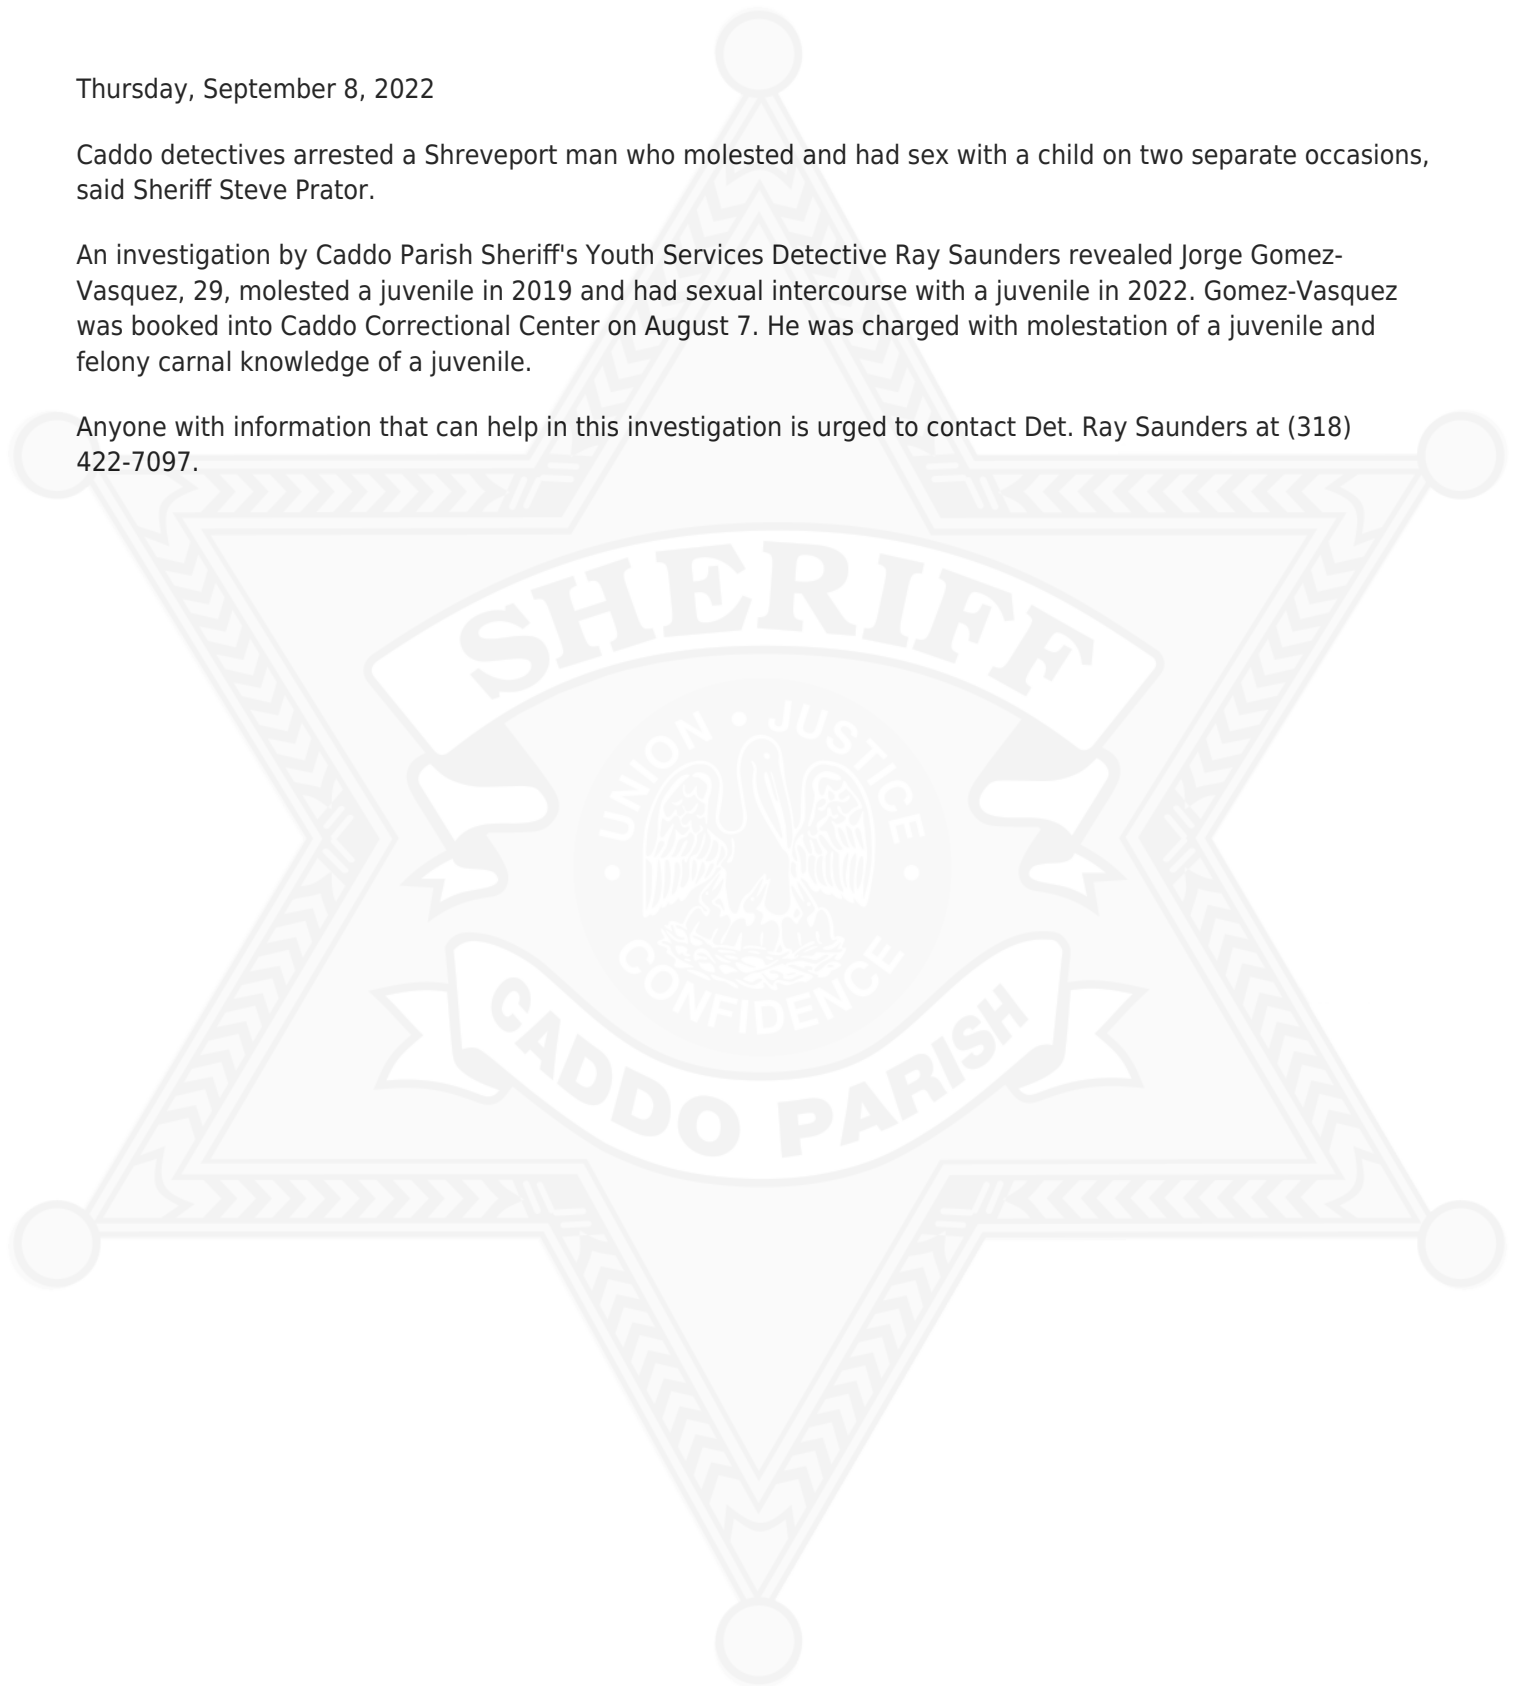 Thursday, September 8, 2022
Caddo detectives arrested a Shreveport man who molested and had sex with a child on two separate occasions,
said Sheriff Steve Prator.
An investigation by Caddo Parish Sheriff's Youth Services Detective Ray Saunders revealed Jorge Gomez-
Vasquez, 29, molested a juvenile in 2019 and had sexual intercourse with a juvenile in 2022. Gomez-Vasquez
was booked into Caddo Correctional Center on August 7. He was charged with molestation of a juvenile and
felony carnal knowledge of a juvenile.
Anyone with information that can help in this investigation is urged to contact Det. Ray Saunders at (318)
422-7097.
SHERIFF
UNION • JUSTICE
• CONFIDENCE •
CADDO PARISH